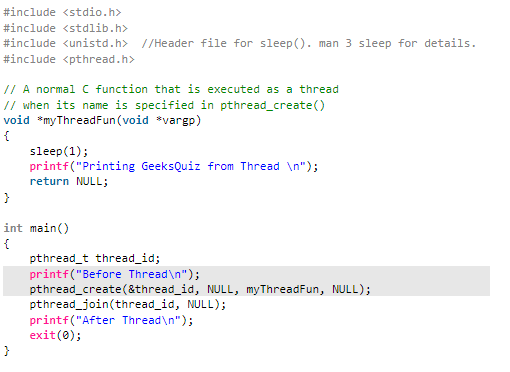 #include <stdio.h>
#include <stdlib.h>
#include <unistd.h>  //Header file for sleep(). man 3 sleep for details.
#include <pthread.h>

// A normal C function that is executed as a thread
// when its name is specified in pthread_create()
void *myThreadFun(void *vargp)
{
    sleep(1);
    printf("Printing GeeksQuiz from Thread \n");
    return NULL;
}

int main()
{
    pthread_t thread_id;
    printf("Before Thread\n");
    pthread_create(&thread_id, NULL, myThreadFun, NULL);
    pthread_join(thread_id, NULL);
    printf("After Thread\n");
    exit(0);
}